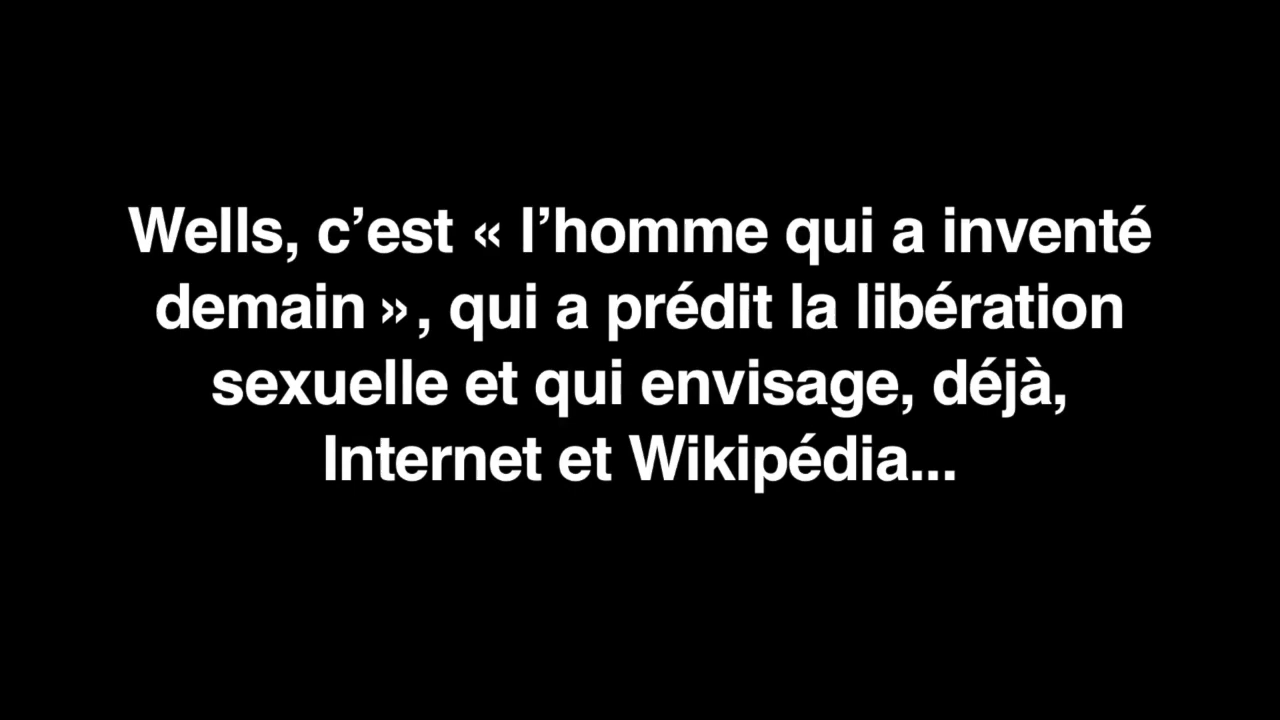 Wells, c’est « l’homme qui a inventé
demain », qui a prédit la libération
sexuelle et qui envisage, déjà,
Internet et Wikipédia...